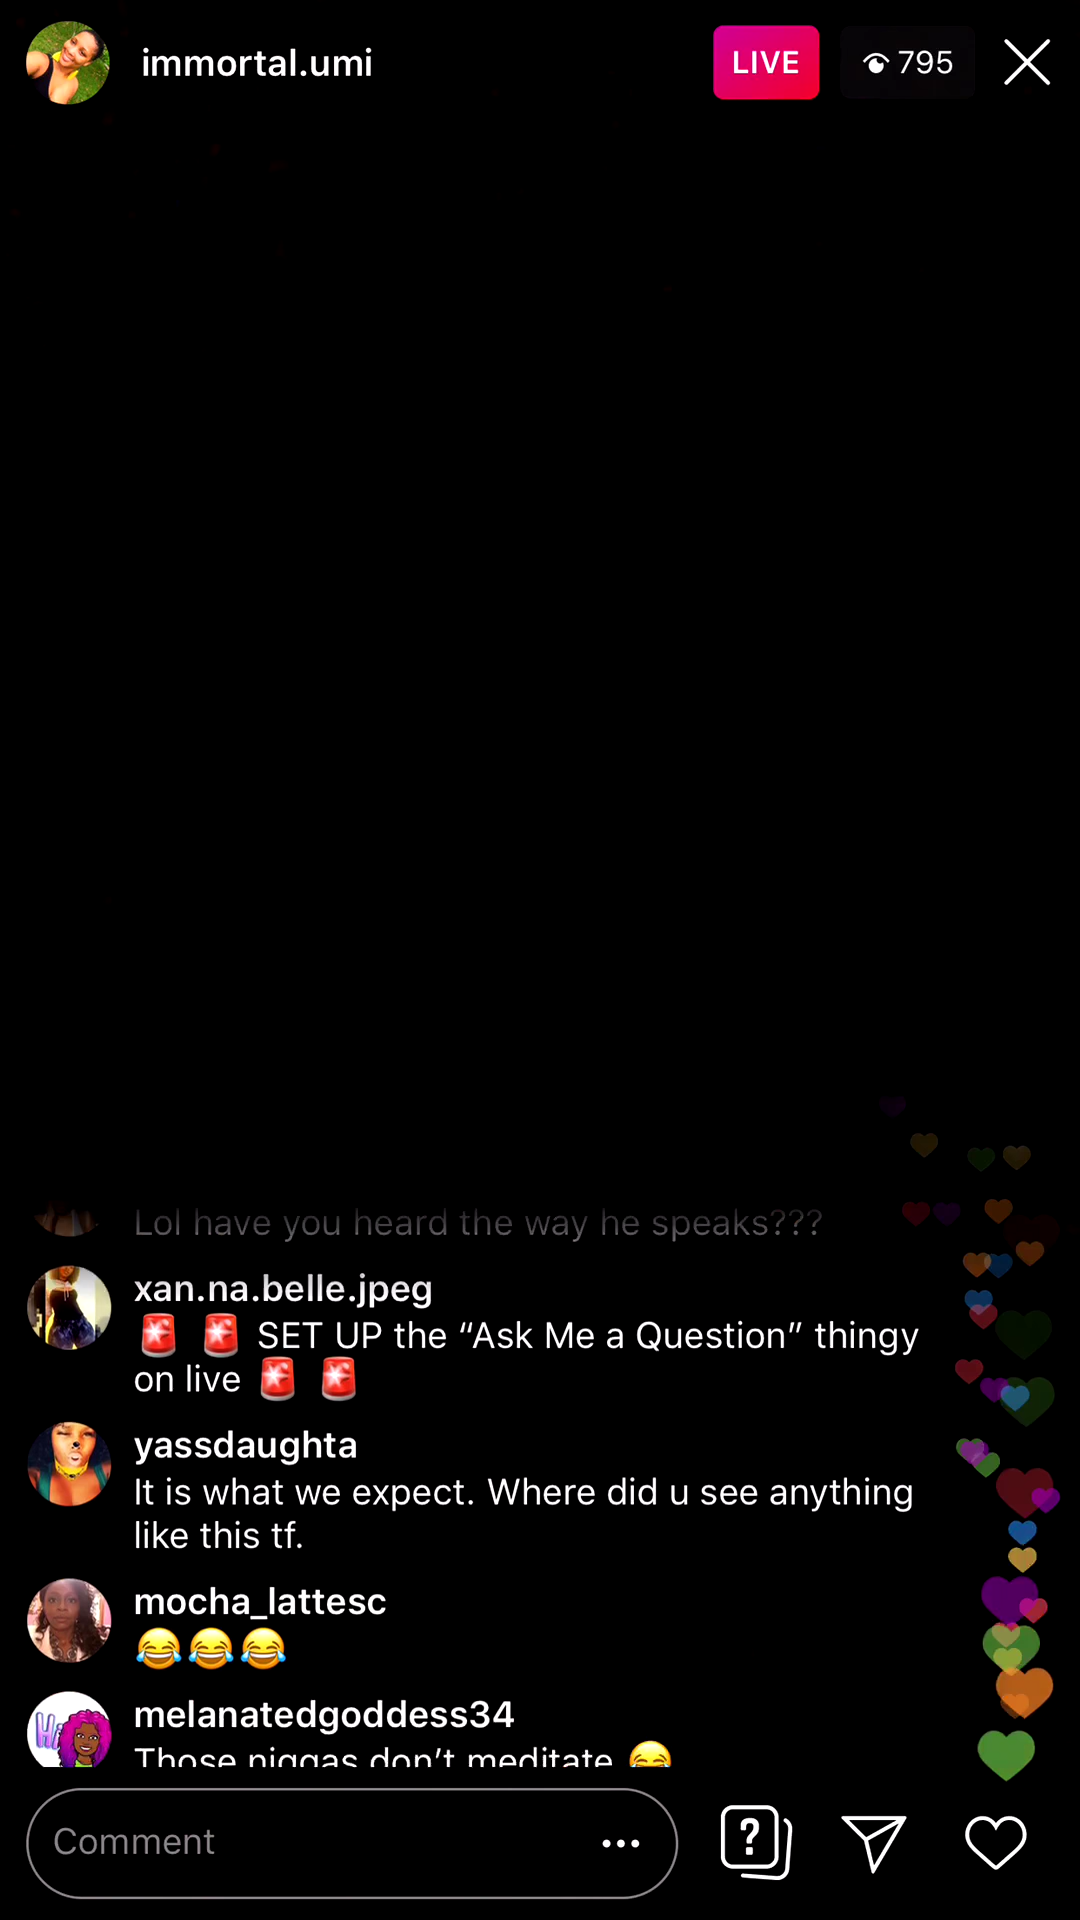 immortal.umi
LIVE
795
Lol have you heard the way he speaks???
xan.na.belle.jpeg
🚨 🚨 SET UP the “Ask Me a Question” thingy
on live 🚨 🚨
yassdaughta
It is what we expect. Where did u see anything
like this tf.
mocha_lattesc
😂😂😂
melanatedgoddess34
Hi
Those niggas don’t meditate 😂
Comment
?